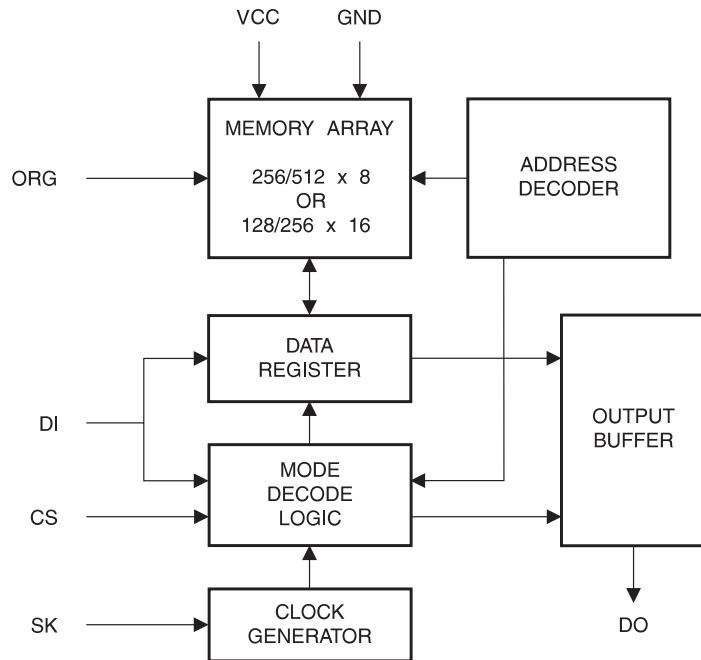 VCC
GND
MEMORY ARRAY
256/512 x 8
OR
128/256 x 16
ADDRESS
DECODER
ORG
DATA
REGISTER
OUTPUT
BUFFER
DI
MODE
DECODE
LOGIC
CS
CLOCK
GENERATOR
SK
DO